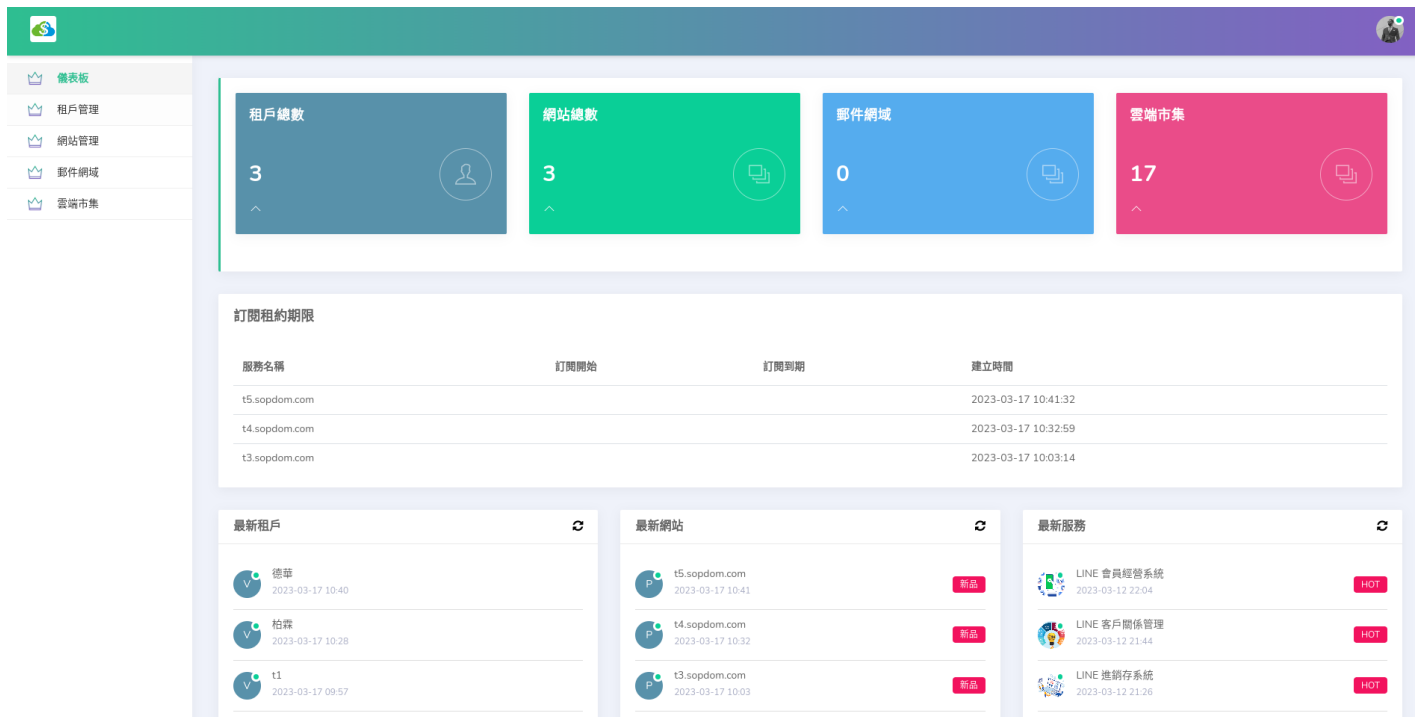 儀表板
租戶管理
網站管理
郵件網域
雲端市集
租戶總數
3
網站總數
3
郵件網域
0
雲端市集
17
訂閱租約期限
服務名稱 訂閱開始 訂閱到期 建立時間
t5.sopdom.com 2023-03-17 10:41:32
t4.sopdom.com 2023-03-17 10:32:59
t3.sopdom.com 2023-03-17 10:03:14
最新租戶
V 德華
2023-03-17 10:40
V 柏霖
2023-03-17 10:28
V t1
2023-03-17 09:57
最新網站
P t5.sopdom.com
2023-03-17 10:41
新品
P t4.sopdom.com
2023-03-17 10:32
新品
P t3.sopdom.com
2023-03-17 10:03
新品
最新服務
LINE 會員經營系統
2023-03-12 22:04
HOT
LINE 客戶關係管理
2023-03-12 21:44
HOT
LINE 進銷存系統
2023-03-12 21:26
HOT